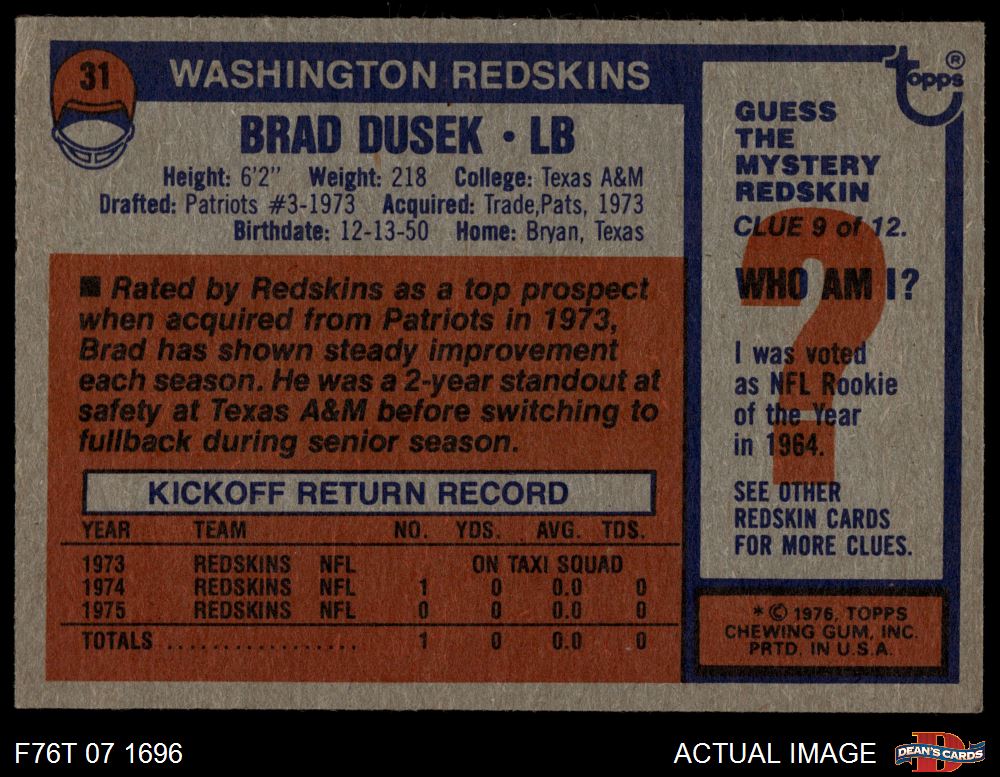 31
WASHINGTON REDSKINS
BRAD DUSEK • LB
Height: 6'2" Weight: 218 College: Texas A&M
Drafted: Patriots #3-1973 Acquired: Trade,Pats, 1973
Birthdate: 12-13-50 Home: Bryan, Texas
■ Rated by Redskins as a top prospect
when acquired from Patriots in 1973,
Brad has shown steady improvement
each season. He was a 2-year standout at
safety at Texas A&M before switching to
fullback during senior season.
KICKOFF RETURN RECORD
YEAR TEAM NO. YDS. AVG. TDS.
1973 REDSKINS NFL ON TAXI SQUAD
1974 REDSKINS NFL 1 0 0.0 0
1975 REDSKINS NFL 0 0 0.0 0
TOTALS ................. 1 0 0.0 0
topps ®
GUESS
THE
MYSTERY
REDSKIN
CLUE 9 of 12.
?
WHO AM I?
I was voted
as NFL Rookie
of the Year
in 1964.
SEE OTHER
REDSKIN CARDS
FOR MORE CLUES.
* © 1976, TOPPS
CHEWING GUM, INC.
PRTD. IN U.S.A.
F76T 07 1696
ACTUAL IMAGE
D
DEAN'S CARDS